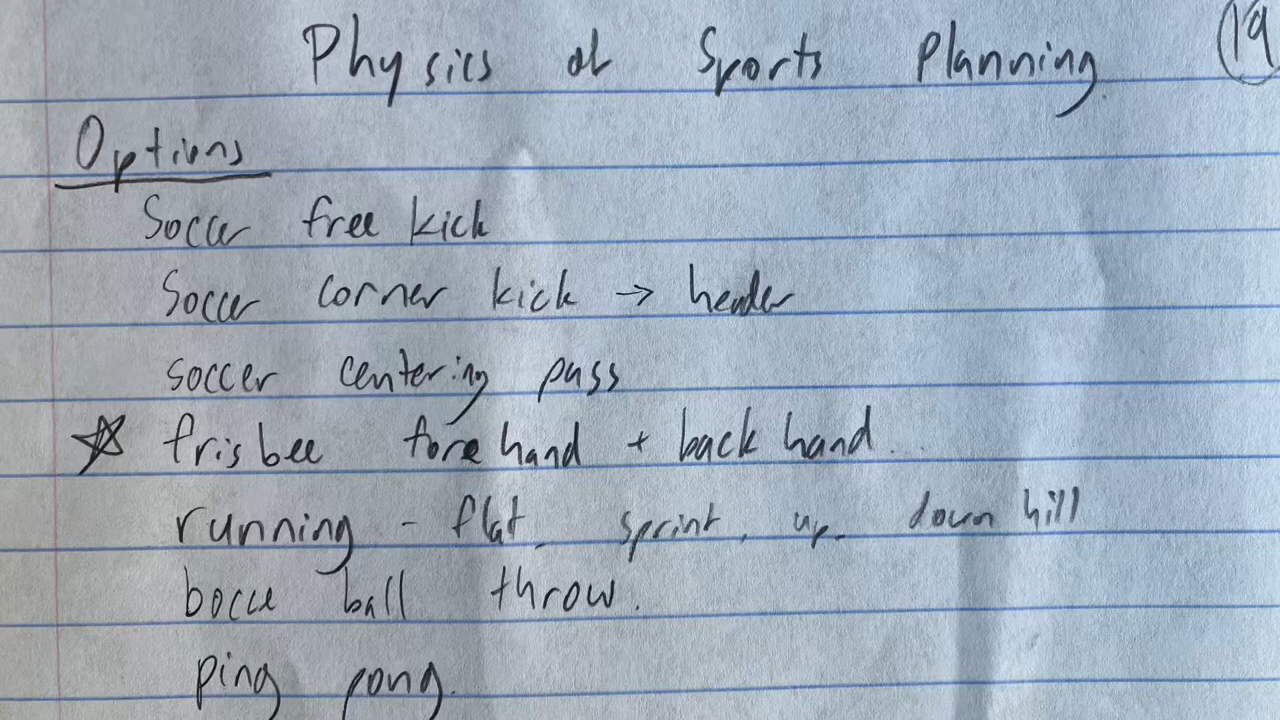 Physics of Sports Planning. 19
Options
Soccer free kick
Soccer corner kick → header
soccer centering pass
☆ frisbee forehand + back hand..
running - flat, sprint, up, down hill
bocce ball throw.
ping pong.